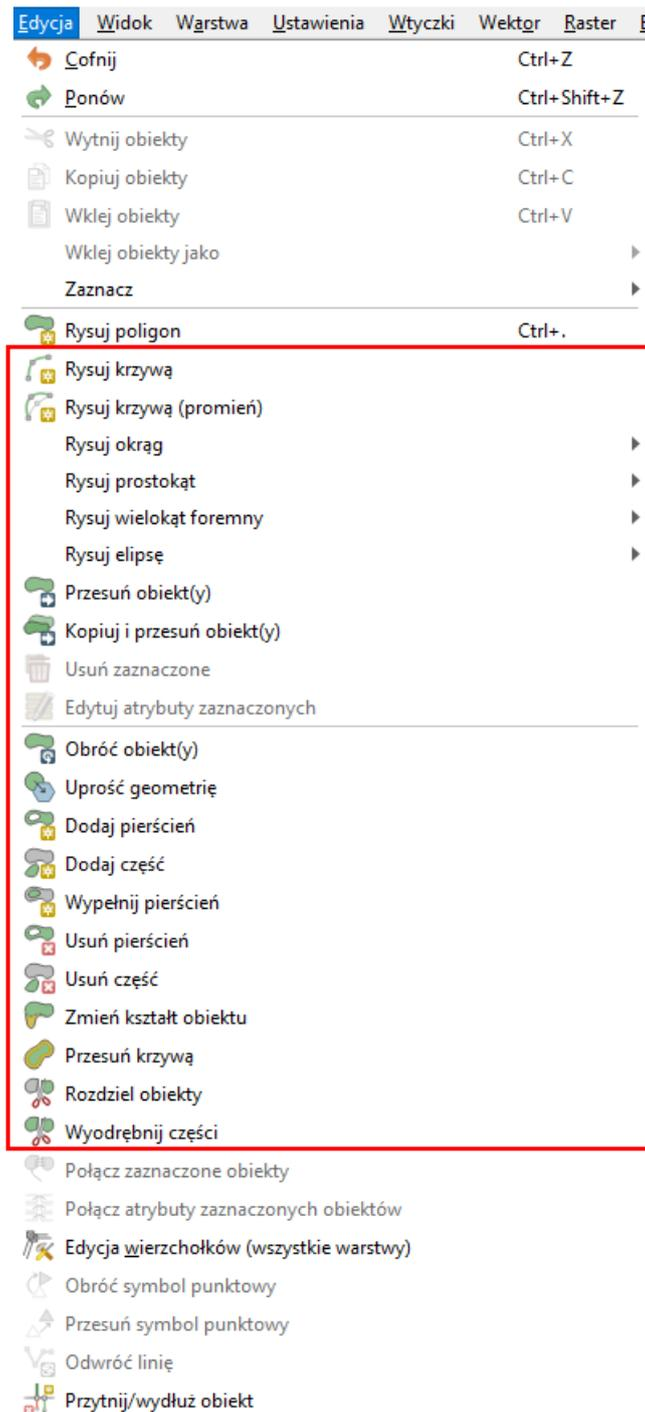 Edycja Widok Warstwa Ustawienia Wtyczki Wektor Raster
Cofnij Ctrl+Z
Ponów Ctrl+Shift+Z
Wytnij obiekty Ctrl+X
Kopiuj obiekty Ctrl+C
Wklej obiekty Ctrl+V
Wklej obiekty jako
Zaznacz
Rysuj poligon Ctrl+.
Rysuj krzywą
Rysuj krzywą (promień)
Rysuj okrąg
Rysuj prostokąt
Rysuj wielokąt foremny
Rysuj elipsę
Przesuń obiekt(y)
Kopiuj i przesuń obiekt(y)
Usuń zaznaczone
Edytuj atrybuty zaznaczonych
Obróć obiekt(y)
Uprość geometrię
Dodaj pierścień
Dodaj część
Wypełnij pierścień
Usuń pierścień
Usuń część
Zmień kształt obiektu
Przesuń krzywą
Rozdziel obiekty
Wyodrębnij części
Połącz zaznaczone obiekty
Połącz atrybuty zaznaczonych obiektów
Edycja wierzchołków (wszystkie warstwy)
Obróć symbol punktowy
Przesuń symbol punktowy
Odwróć linię
Przytnij/wydłuż obiekt